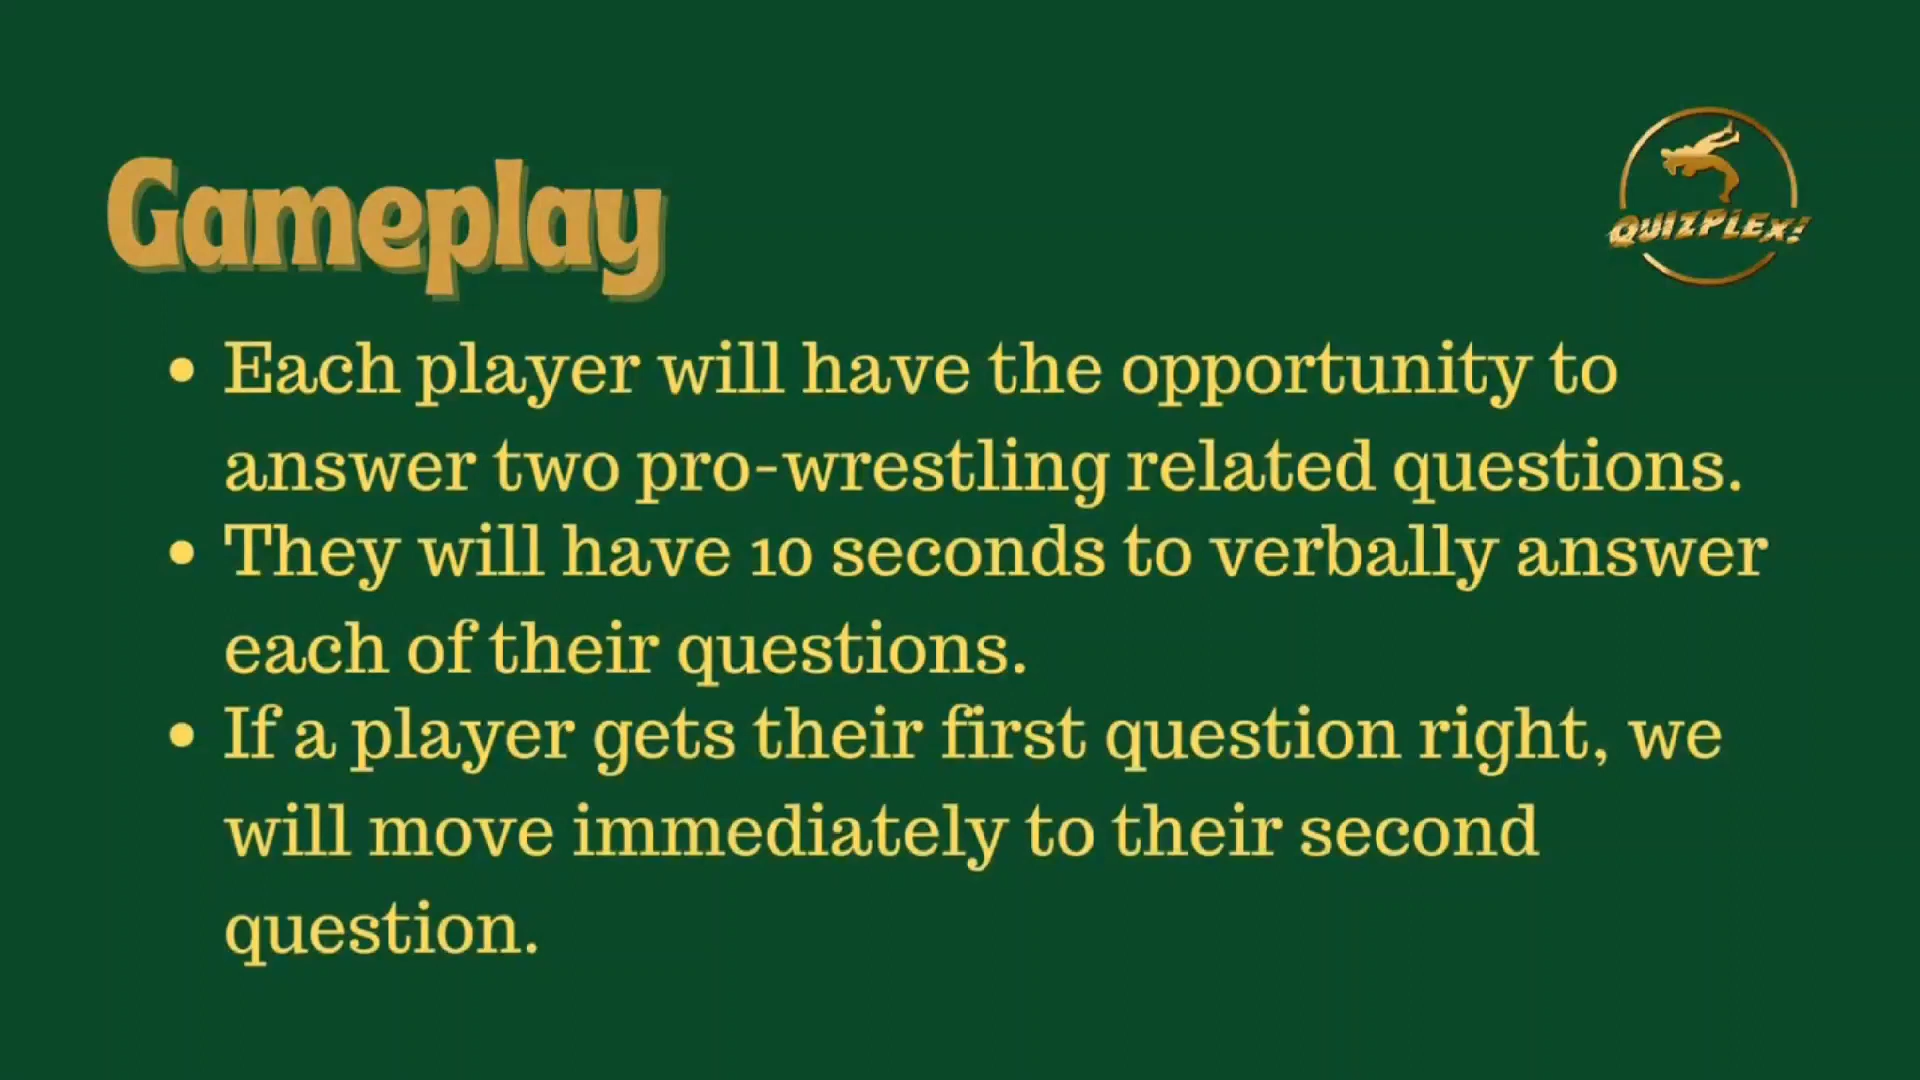 Gameplay
QUIZPLEX!
• Each player will have the opportunity to
answer two pro-wrestling related questions.
• They will have 10 seconds to verbally answer
each of their questions.
• If a player gets their first question right, we
will move immediately to their second
question.